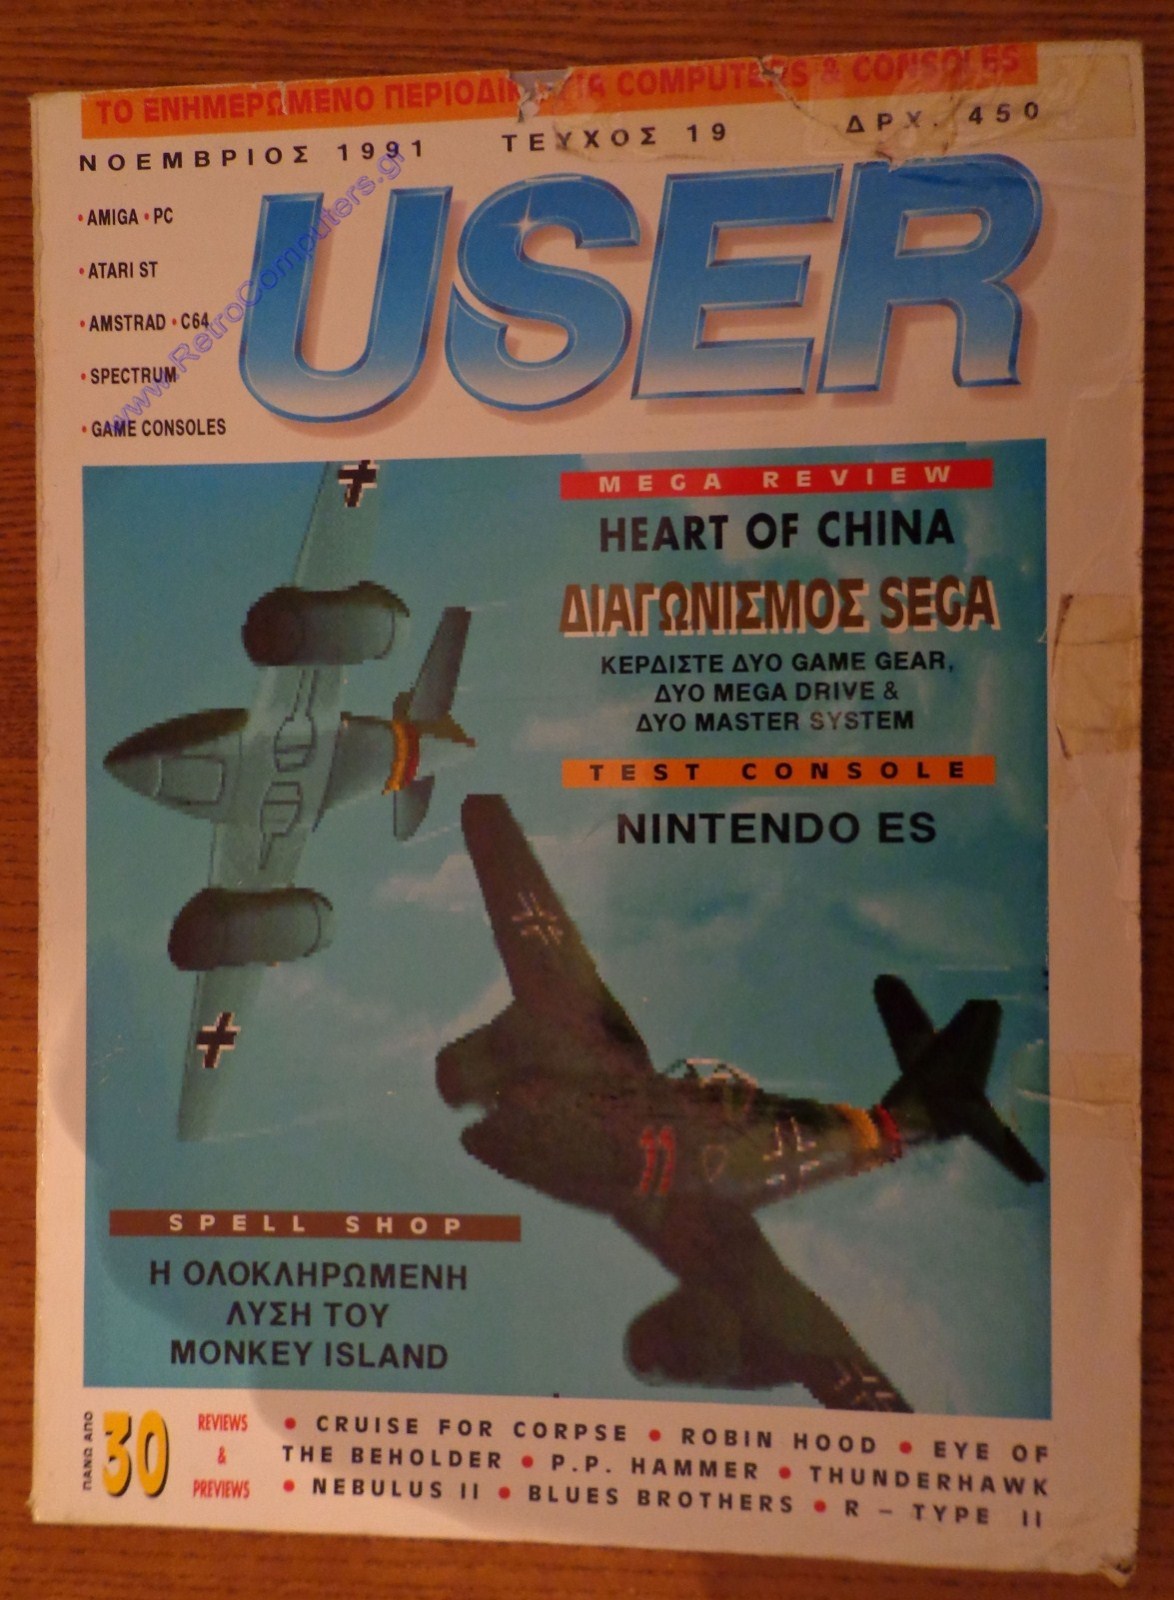 ΤΟ ΕΝΗΜΕΡΩΜΕΝΟ ΠΕΡΙΟΔΙΚ ΓΙΑ COMPUTERS & CONSOLES
ΝΟΕΜΒΡΙΟΣ 1991 ΤΕΥΧΟΣ 19 ΔΡΧ. 450
USER
• AMIGA • PC
• ATARI ST
• AMSTRAD • C64
• SPECTRUM
• GAME CONSOLES
www.RetroComputers.gr
MEGA REVIEW
HEART OF CHINA
ΔΙΑΓΩΝΙΣΜΟΣ SEGA
ΚΕΡΔΙΣΤΕ ΔΥΟ GAME GEAR,
ΔΥΟ MEGA DRIVE &
ΔΥΟ MASTER SYSTEM
TEST CONSOLE
NINTENDO ES
11
SPELL SHOP
Η ΟΛΟΚΛΗΡΩΜΕΝΗ
ΛΥΣΗ ΤΟΥ
MONKEY ISLAND
ΠΑΝΩ ΑΠΟ
30
REVIEWS
&
PREVIEWS
• CRUISE FOR CORPSE • ROBIN HOOD • EYE OF
THE BEHOLDER • P.P. HAMMER • THUNDERHAWK
• NEBULUS II • BLUES BROTHERS • R – TYPE II